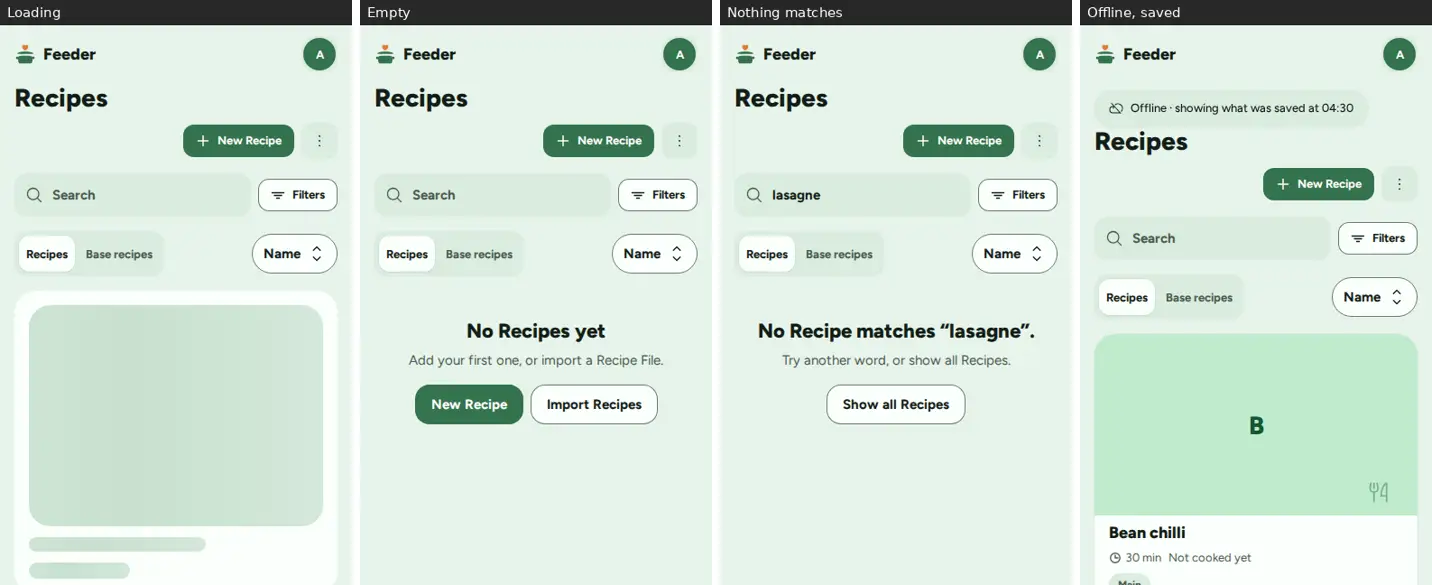 Loading
Feeder
A
Recipes
+ New Recipe
Search
Filters
Recipes
Base recipes
Name
Empty
Feeder
A
Recipes
+ New Recipe
Search
Filters
Recipes
Base recipes
Name
No Recipes yet
Add your first one, or import a Recipe File.
New Recipe
Import Recipes
Nothing matches
Feeder
A
Recipes
+ New Recipe
lasagne
Filters
Recipes
Base recipes
Name
No Recipe matches “lasagne”.
Try another word, or show all Recipes.
Show all Recipes
Offline, saved
Feeder
A
Offline · showing what was saved at 04:30
Recipes
+ New Recipe
Search
Filters
Recipes
Base recipes
Name
B
Bean chilli
30 min Not cooked yet
Main